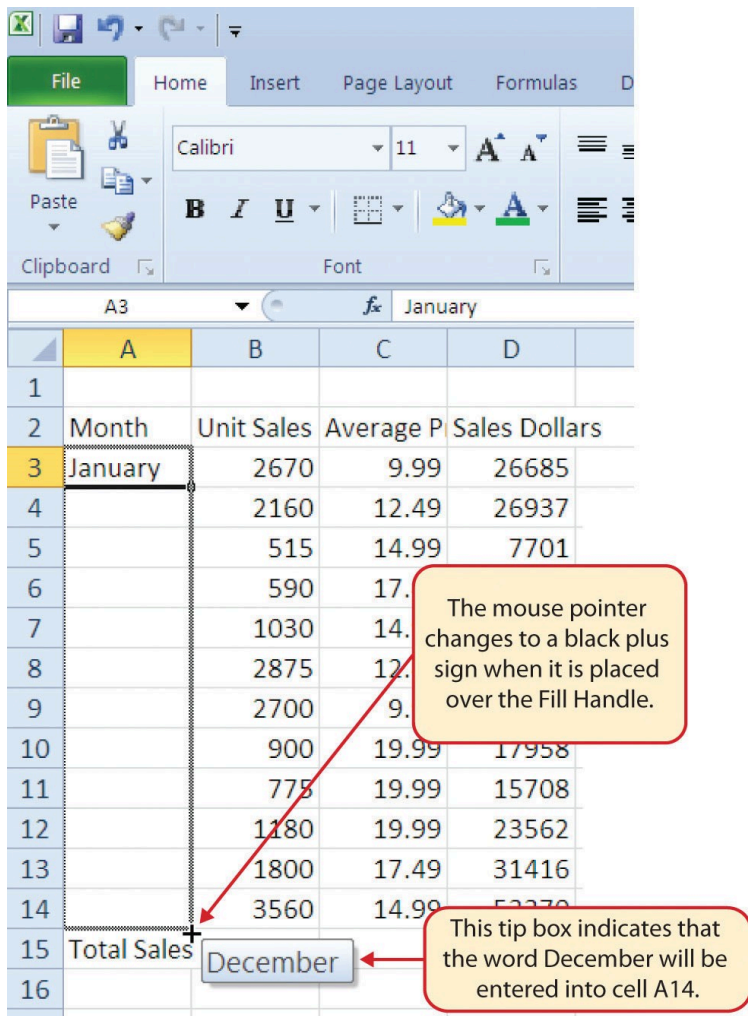 File Home Insert Page Layout Formulas D
Calibri 11 A A
Paste B I U A
Clipboard Font
A3 fx January
A B C D
1
2 Month Unit Sales Average P Sales Dollars
3 January 2670 9.99 26685
4 2160 12.49 26937
5 515 14.99 7701
6 590 17.
7 1030 14.
8 2875 12.
9 2700 9.
10 900 19.99 17958
11 775 19.99 15708
12 1180 19.99 23562
13 1800 17.49 31416
14 3560 14.99
15 Total Sales
16
The mouse pointer
changes to a black plus
sign when it is placed
over the Fill Handle.
December
This tip box indicates that
the word December will be
entered into cell A14.